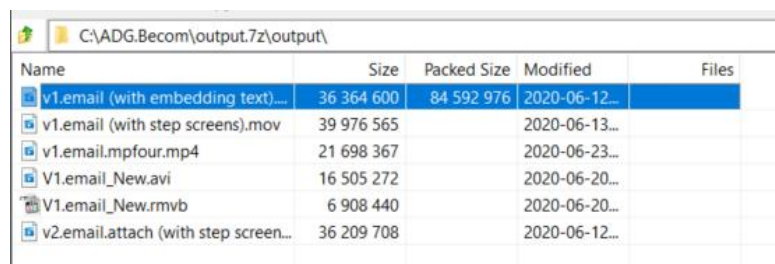 C:\ADG.Becom\output.7z\output\
Name Size Packed Size Modified Files
v1.email (with embedding text).... 36 364 600 84 592 976 2020-06-12...
v1.email (with step screens).mov 39 976 565 2020-06-13...
v1.email.mpfour.mp4 21 698 367 2020-06-23...
V1.email_New.avi 16 505 272 2020-06-20...
V1.email_New.rmvb 6 908 440 2020-06-20...
v2.email.attach (with step screen... 36 209 708 2020-06-12...